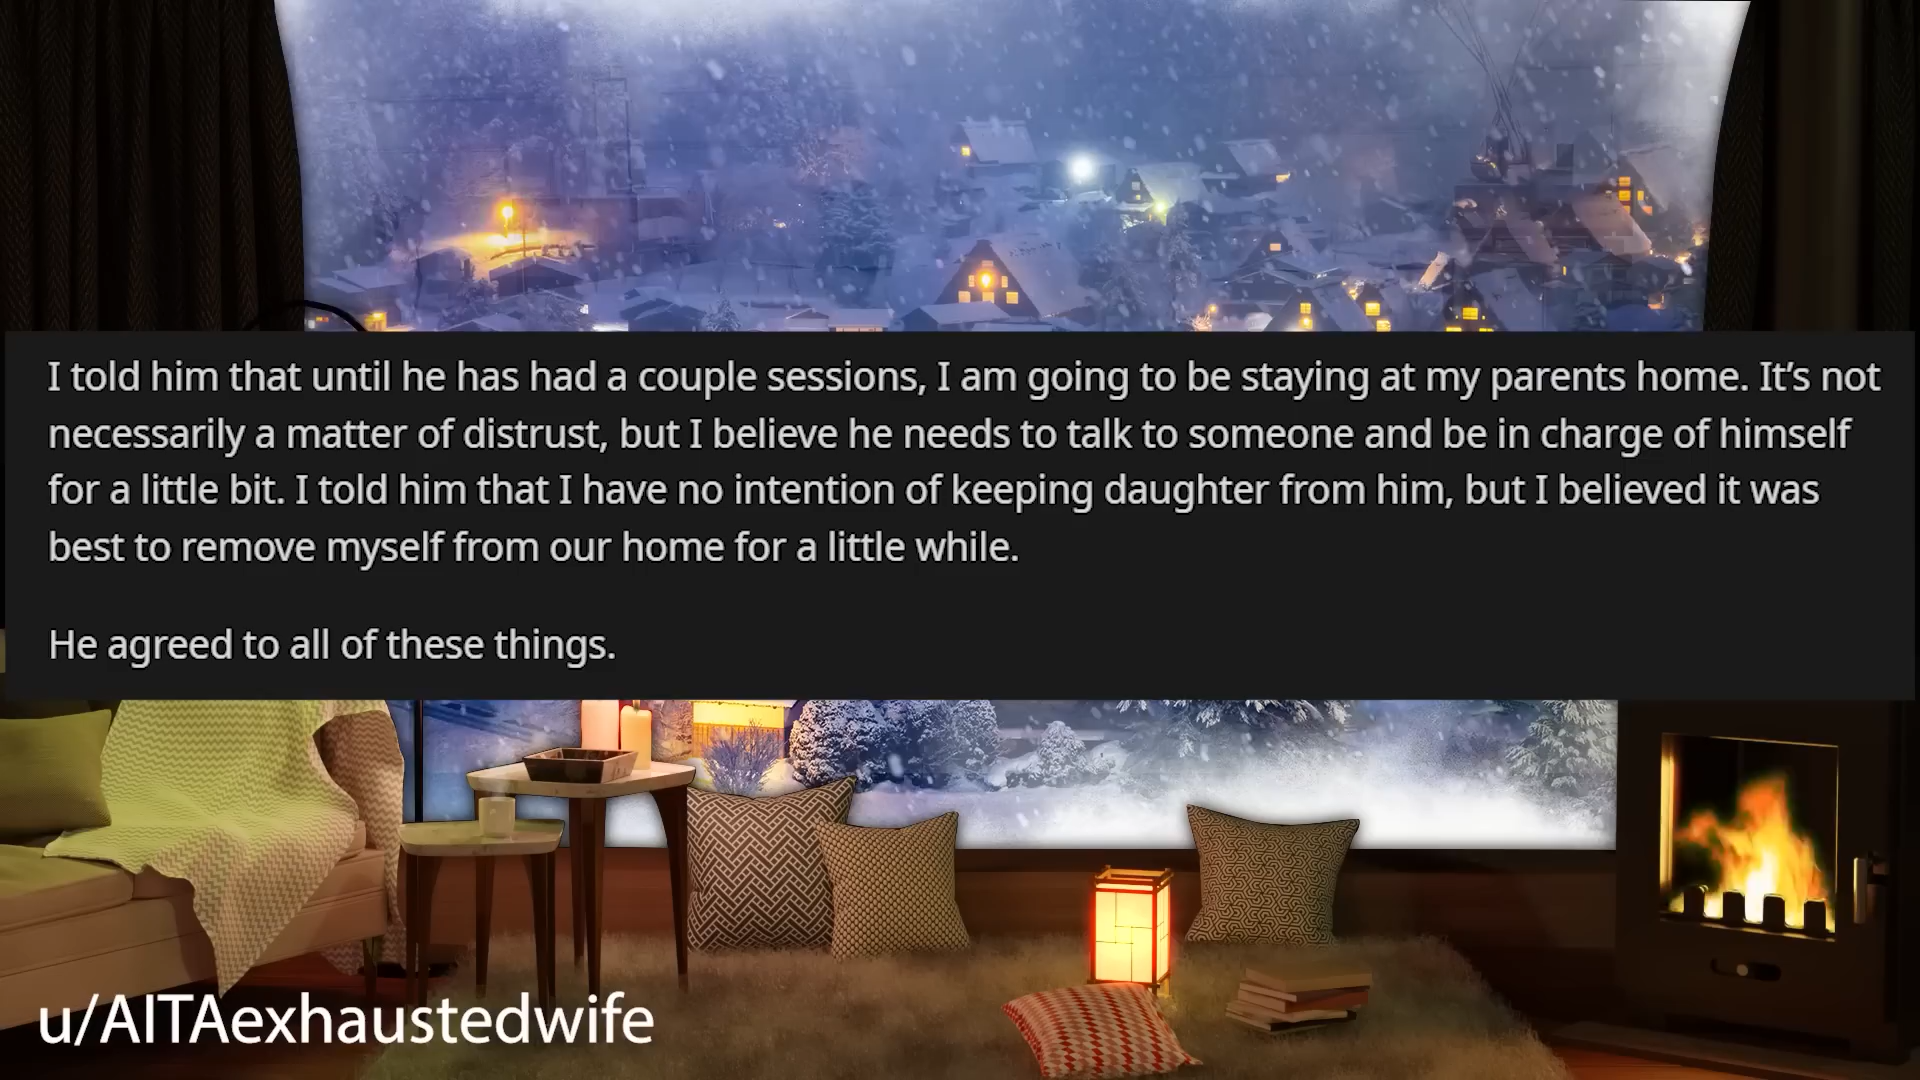 I told him that until he has had a couple sessions, I am going to be staying at my parents home. It’s not
necessarily a matter of distrust, but I believe he needs to talk to someone and be in charge of himself
for a little bit. I told him that I have no intention of keeping daughter from him, but I believed it was
best to remove myself from our home for a little while.
He agreed to all of these things.
u/AITAexhaustedwife